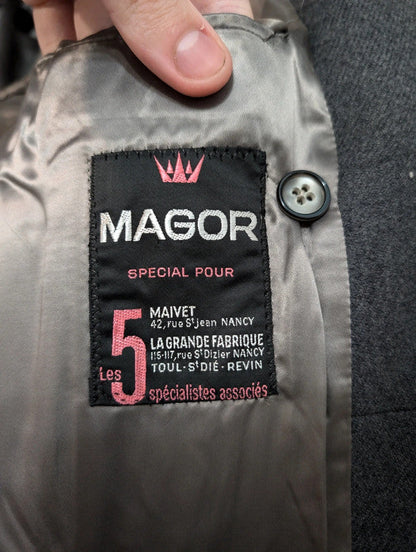 MAGOR
SPECIAL POUR
MAIVET
42, rue St jean NANCY
LA GRANDE FABRIQUE
115-117, rue St Dizier NANCY
TOUL - St DIÉ - REVIN
Les 5 spécialistes associés